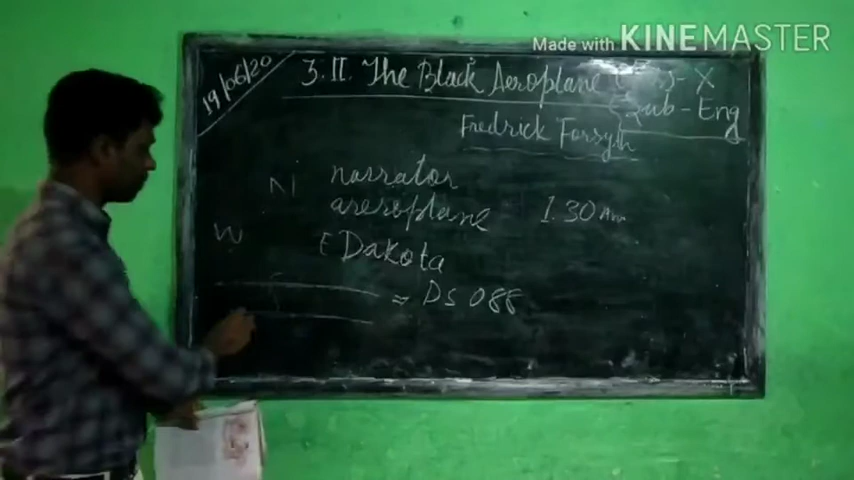 Made with KINEMASTER
19/06/20
3.II. The Black Aeroplane
X
Sub - Eng
Fredrick Forsyth
N narrator
areroplane 1.30 Am
W E Dakota
S
= DS 088